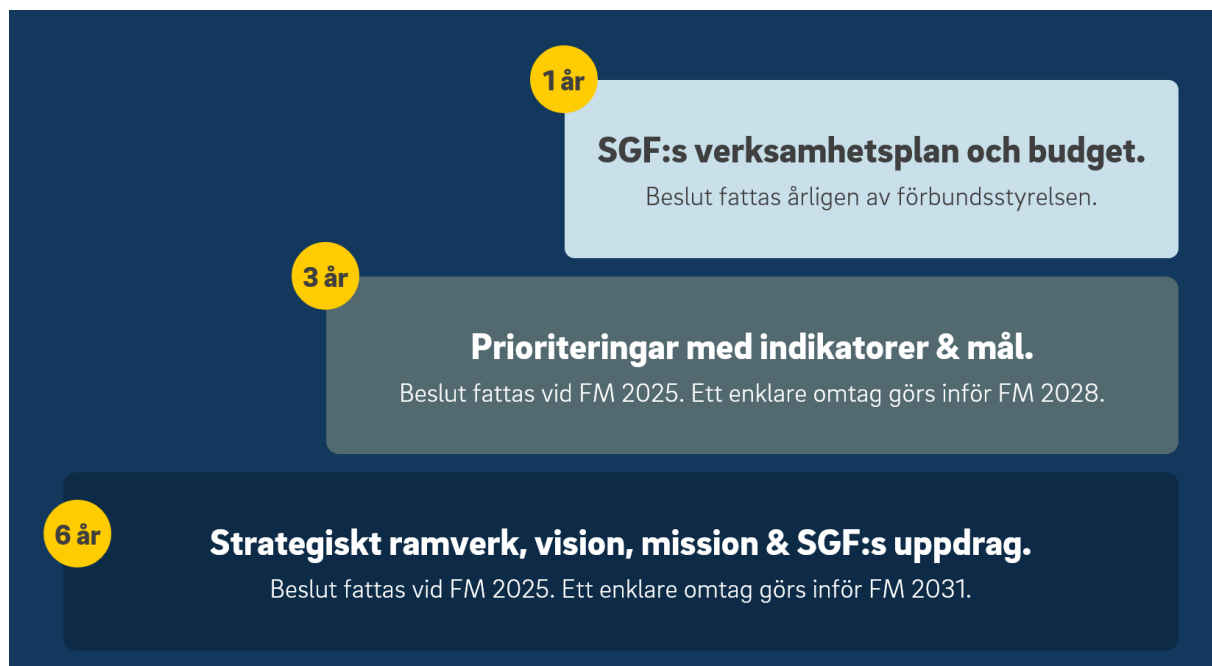 1 år
SGF:s verksamhetsplan och budget.
Beslut fattas årligen av förbundsstyrelsen.
3 år
Prioriteringar med indikatorer & mål.
Beslut fattas vid FM 2025. Ett enklare omtag görs inför FM 2028.
6 år
Strategiskt ramverk, vision, mission & SGF:s uppdrag.
Beslut fattas vid FM 2025. Ett enklare omtag görs inför FM 2031.